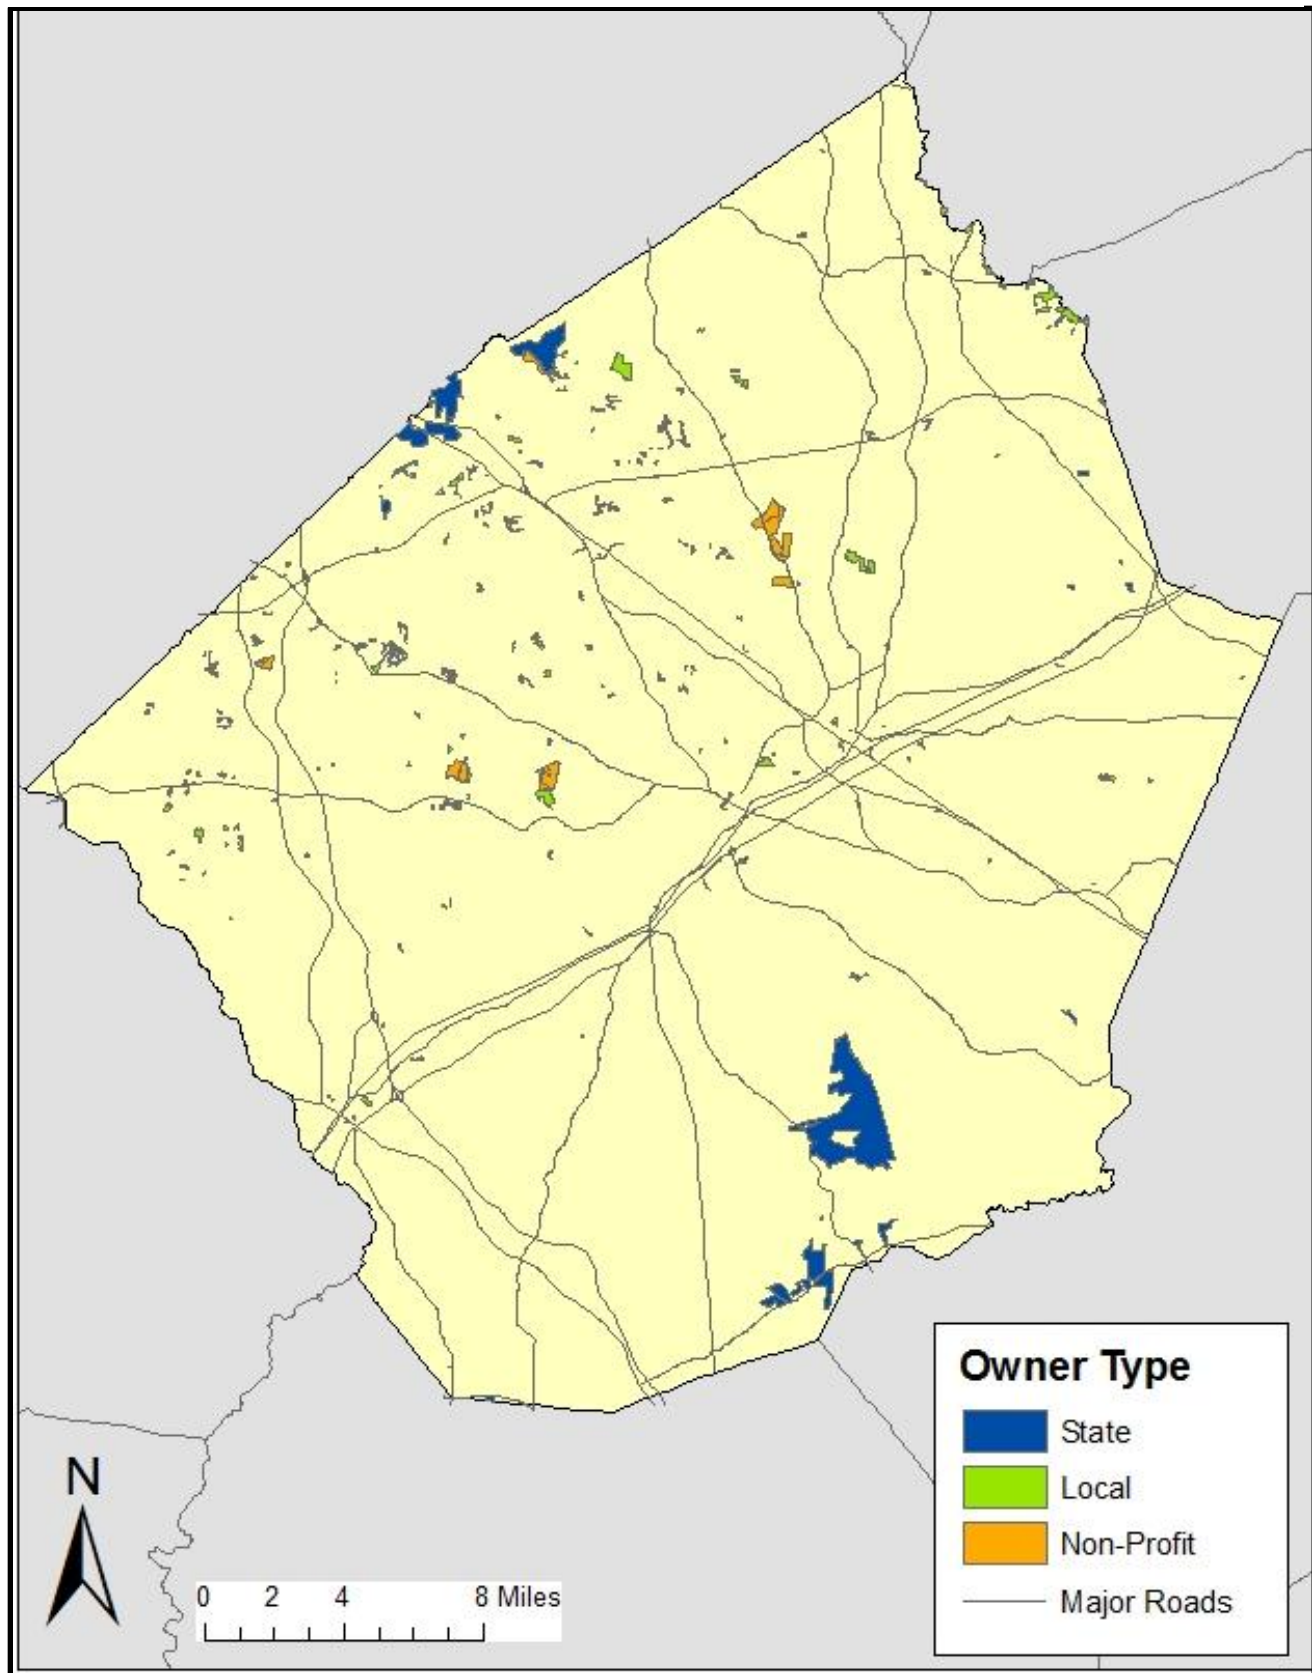 Owner Type
State
Local
Non-Profit
Major Roads
N
0 2 4 8 Miles